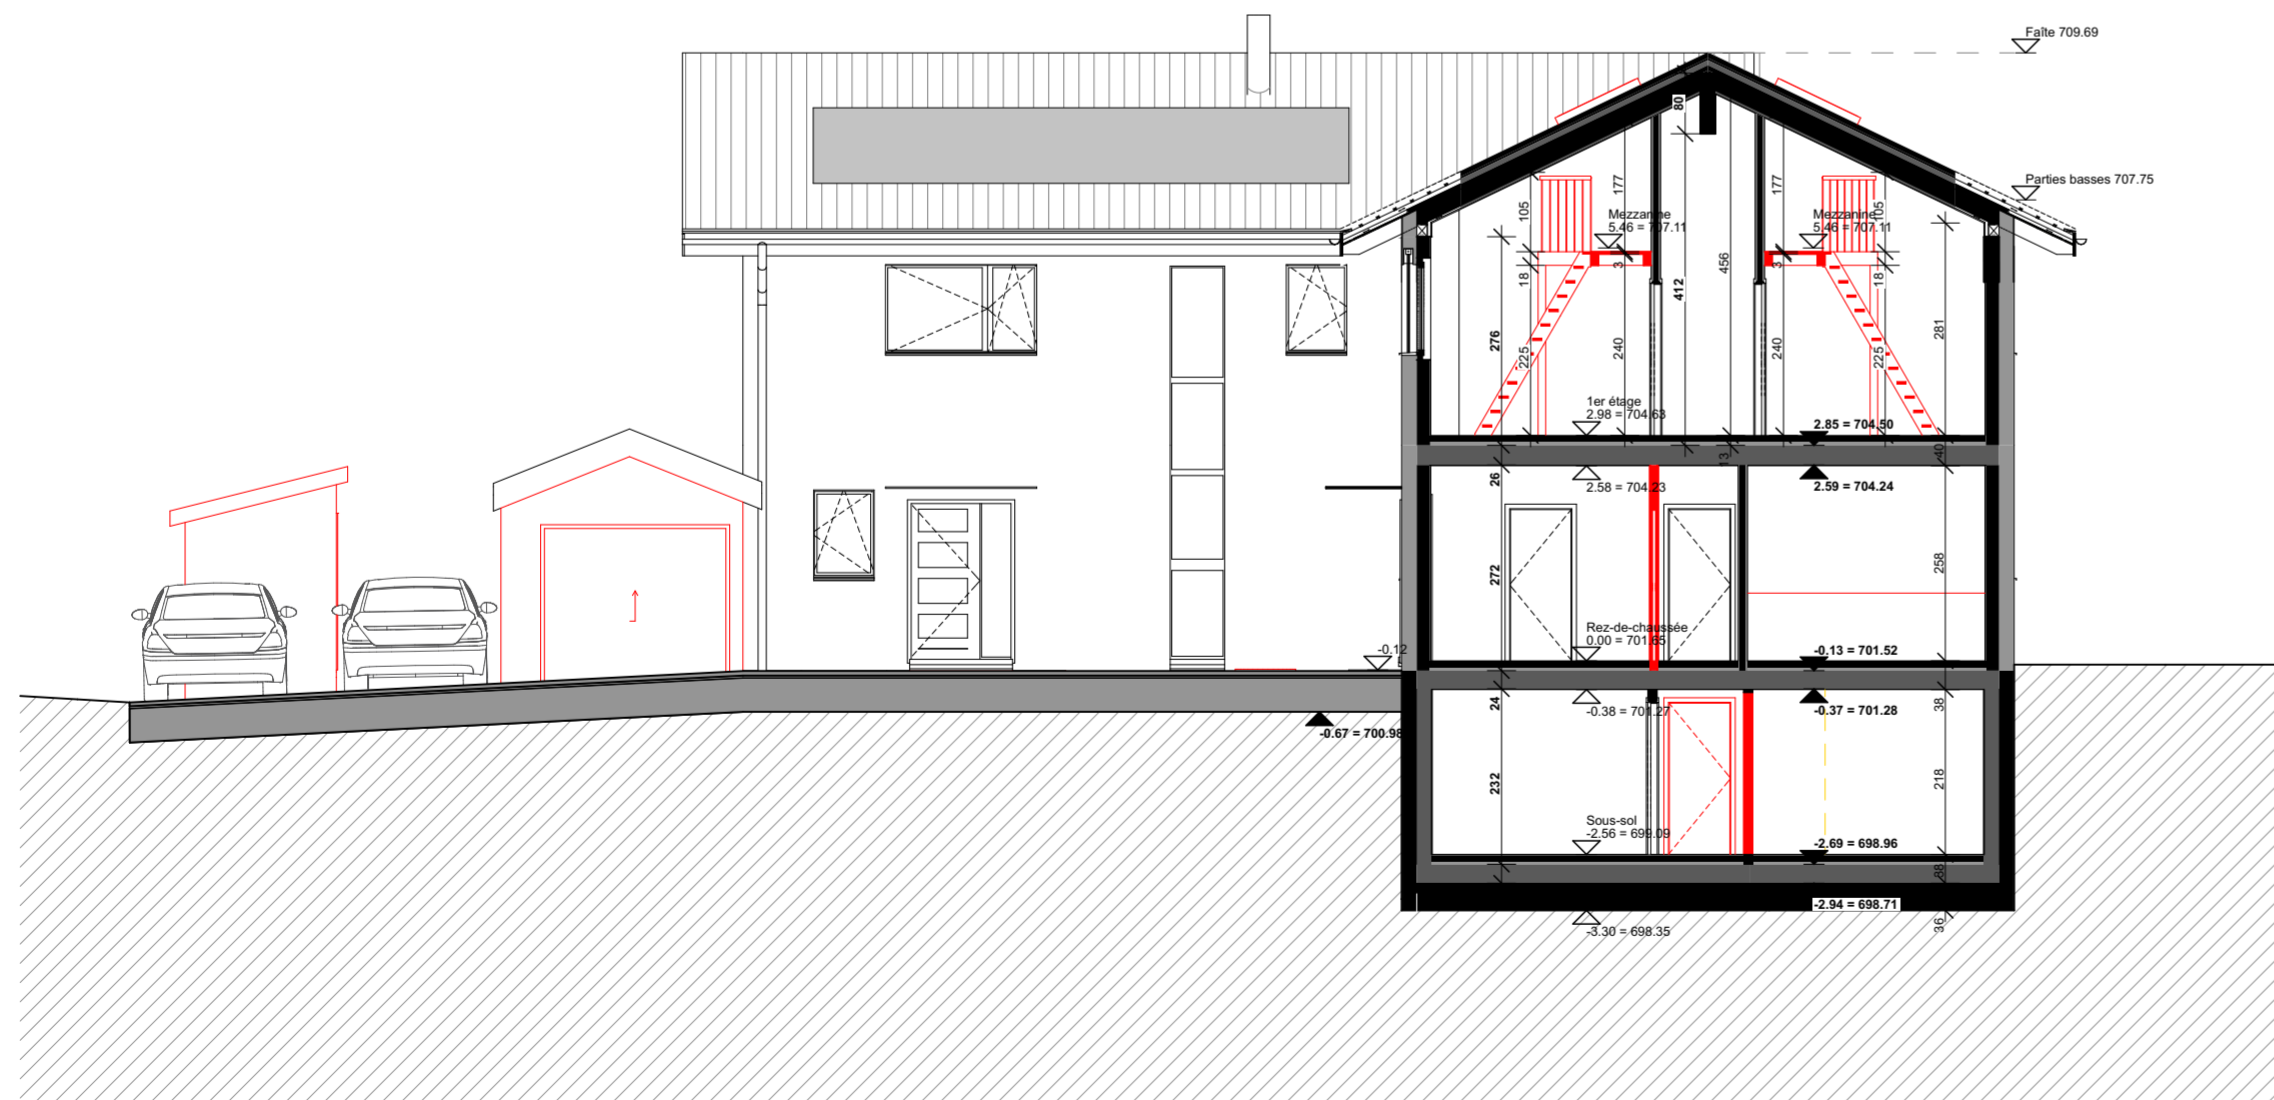 Faîte 709.69
80
Parties basses 707.75
177
177
105
Mezzanine
5.46 = 707.11
Mezzanine
5.46 = 707.11
105
3
456
3
18
18
412
276
225
240
240
225
281
1er étage
2.98 = 704.63
2.85 = 704.50
13
40
26
2.58 = 704.23
2.59 = 704.24
272
258
Rez-de-chaussée
0.00 = 701.65
-0.12
-0.13 = 701.52
24
-0.38 = 701.27
-0.37 = 701.28
38
-0.67 = 700.98
232
218
Sous-sol
-2.56 = 699.09
-2.69 = 698.96
-2.94 = 698.71
36
-3.30 = 698.35